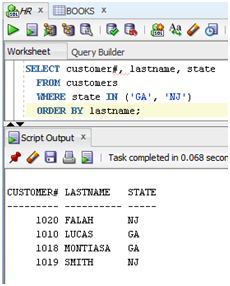 HR BOOKS
Worksheet Query Builder
SELECT customer#, lastname, state
FROM customers
WHERE state IN ('GA', 'NJ')
ORDER BY lastname;
Script Output
Task completed in 0.068 secon
CUSTOMER# LASTNAME STATE
--------- ---------- -----
1020 FALAH NJ
1010 LUCAS GA
1018 MONTIASA GA
1019 SMITH NJ